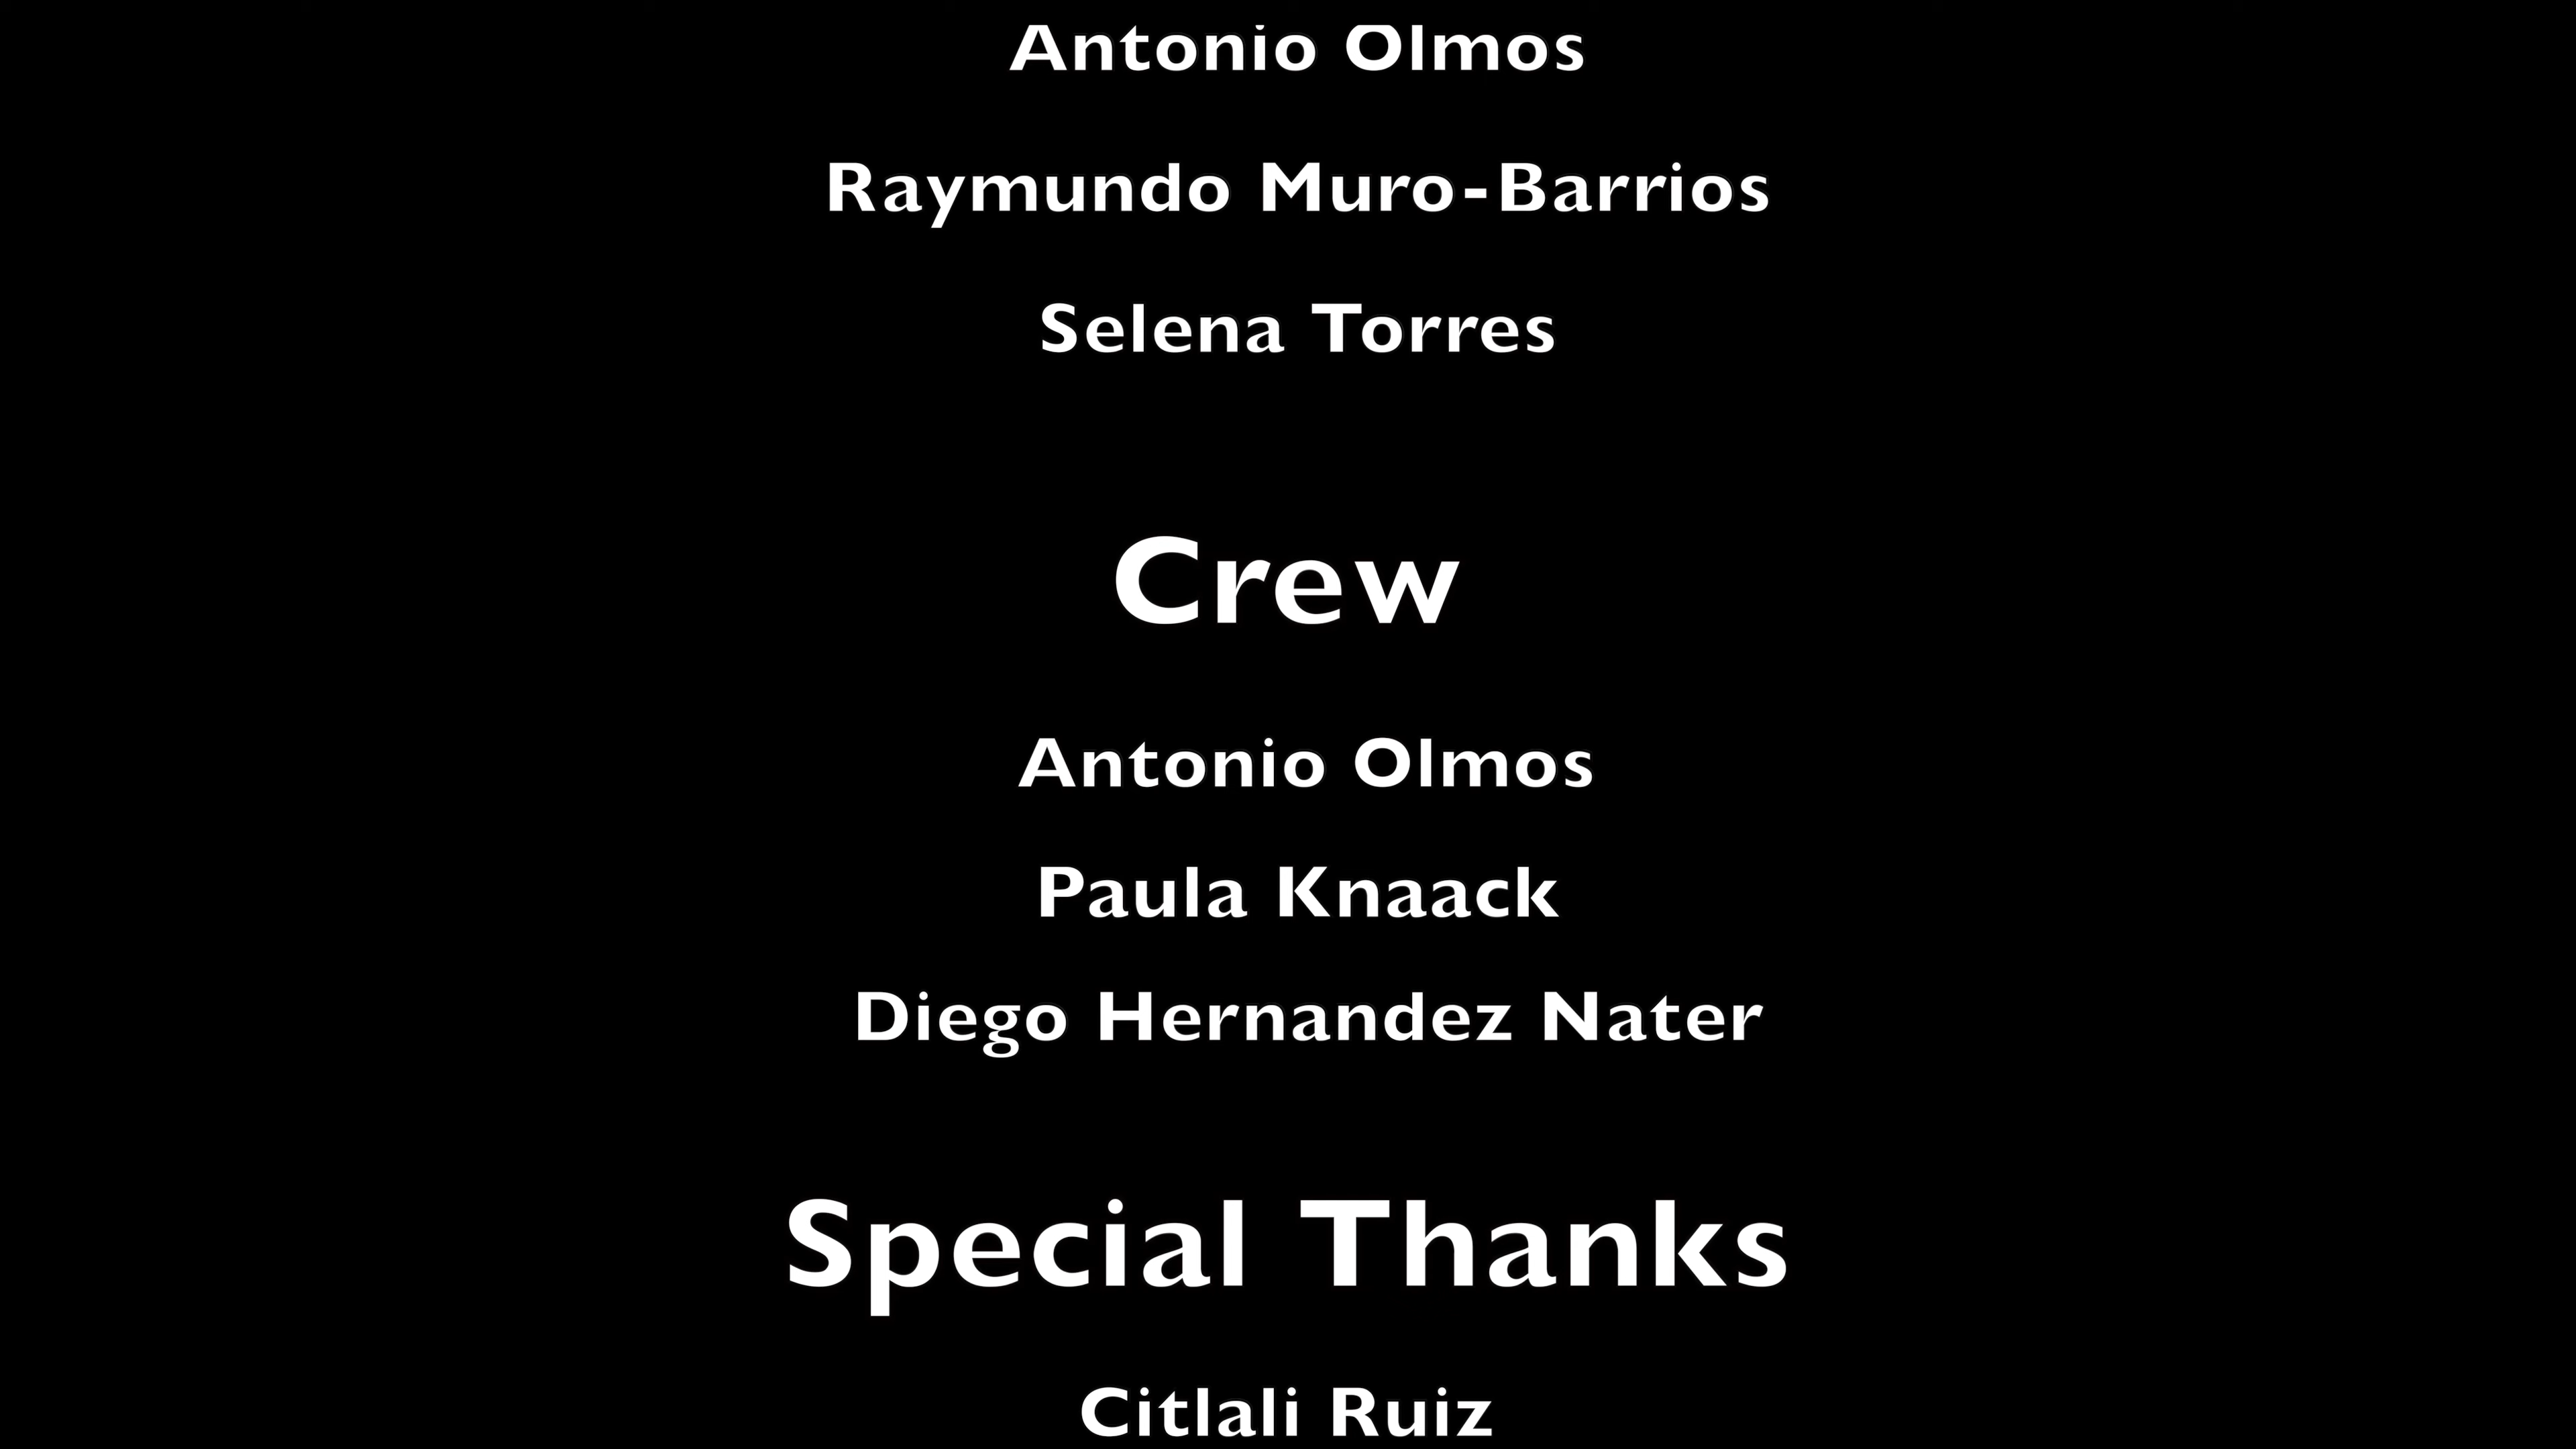 Antonio Olmos
Raymundo Muro-Barrios
Selena Torres
Crew
Antonio Olmos
Paula Knaack
Diego Hernandez Nater
Special Thanks
Citlali Ruiz